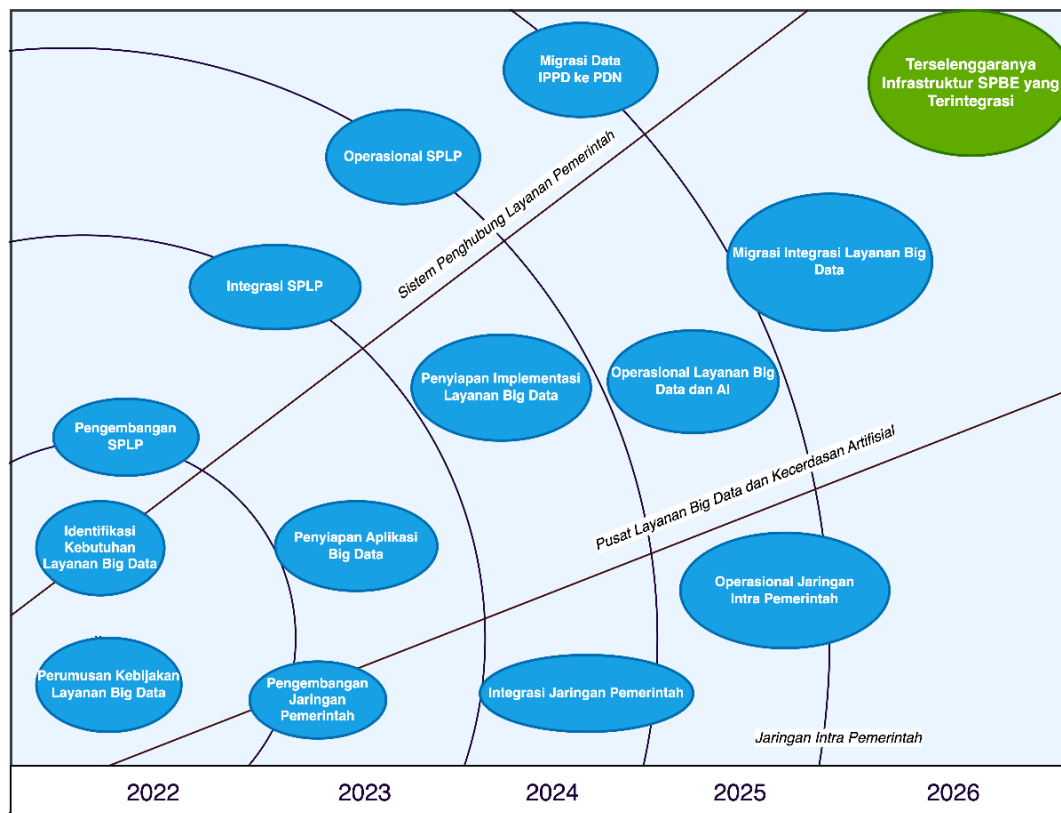 Migrasi Data
IPPD ke PDN
Terselenggaranya
Infrastruktur SPBE yang
Terintegrasi
Operasional SPLP
Sistem Penghubung Layanan Pemerintah
Integrasi SPLP
Migrasi Integrasi Layanan Big
Data
Penyiapan Implementasi
Layanan Big Data
Operasional Layanan Big
Data dan AI
Pengembangan
SPLP
Pusat Layanan Big Data dan Kecerdasan Artifisial
Identifikasi
Kebutuhan
Layanan Big Data
Penyiapan Aplikasi
Big Data
Operasional Jaringan
Intra Pemerintah
Perumusan Kebijakan
Layanan Big Data
Pengembangan
Jaringan
Pemerintah
Integrasi Jaringan Pemerintah
Jaringan Intra Pemerintah
2022
2023
2024
2025
2026